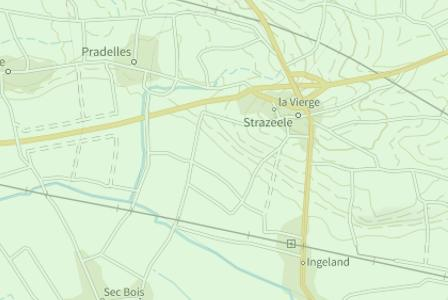 Pradelles
e
la Vierge
Strazeele
Ingeland
Sec Bois